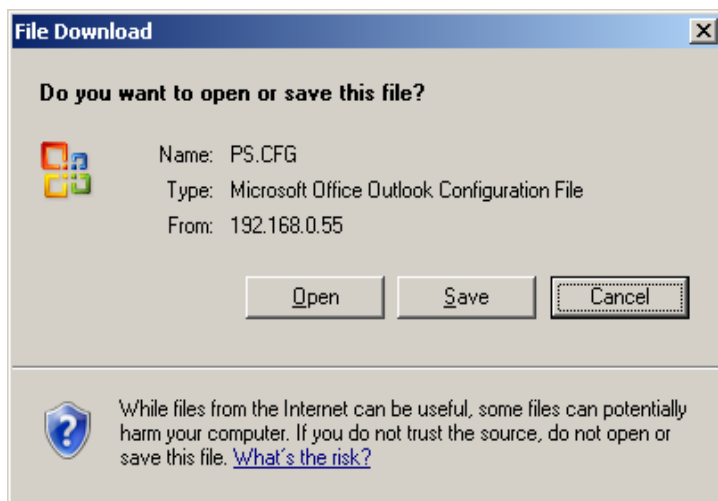 File Download
Do you want to open or save this file?
Name: PS.CFG
Type: Microsoft Office Outlook Configuration File
From: 192.168.0.55
Open Save Cancel
While files from the Internet can be useful, some files can potentially
harm your computer. If you do not trust the source, do not open or
save this file. What's the risk?